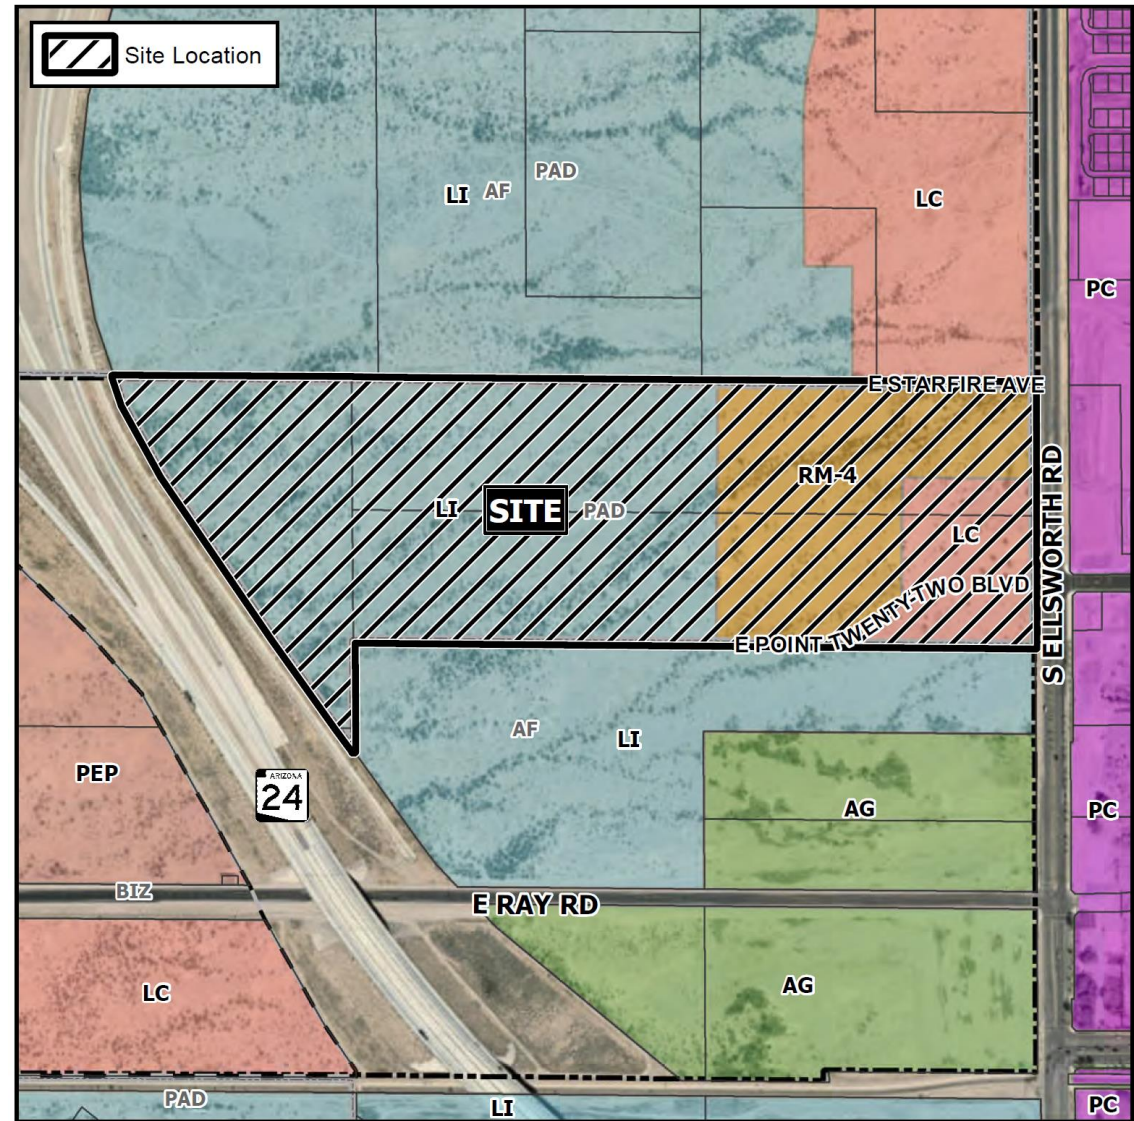 Site Location
PAD
LI
AF
LC
PC
E STARFIRE AVE
RM-4
LI
SITE
PAD
LC
S ELLSWORTH RD
E POINT TWENTY-TWO BLVD
AF
LI
PEP
ARIZONA
24
AG
PC
BIZ
E RAY RD
LC
AG
PAD
LI
PC